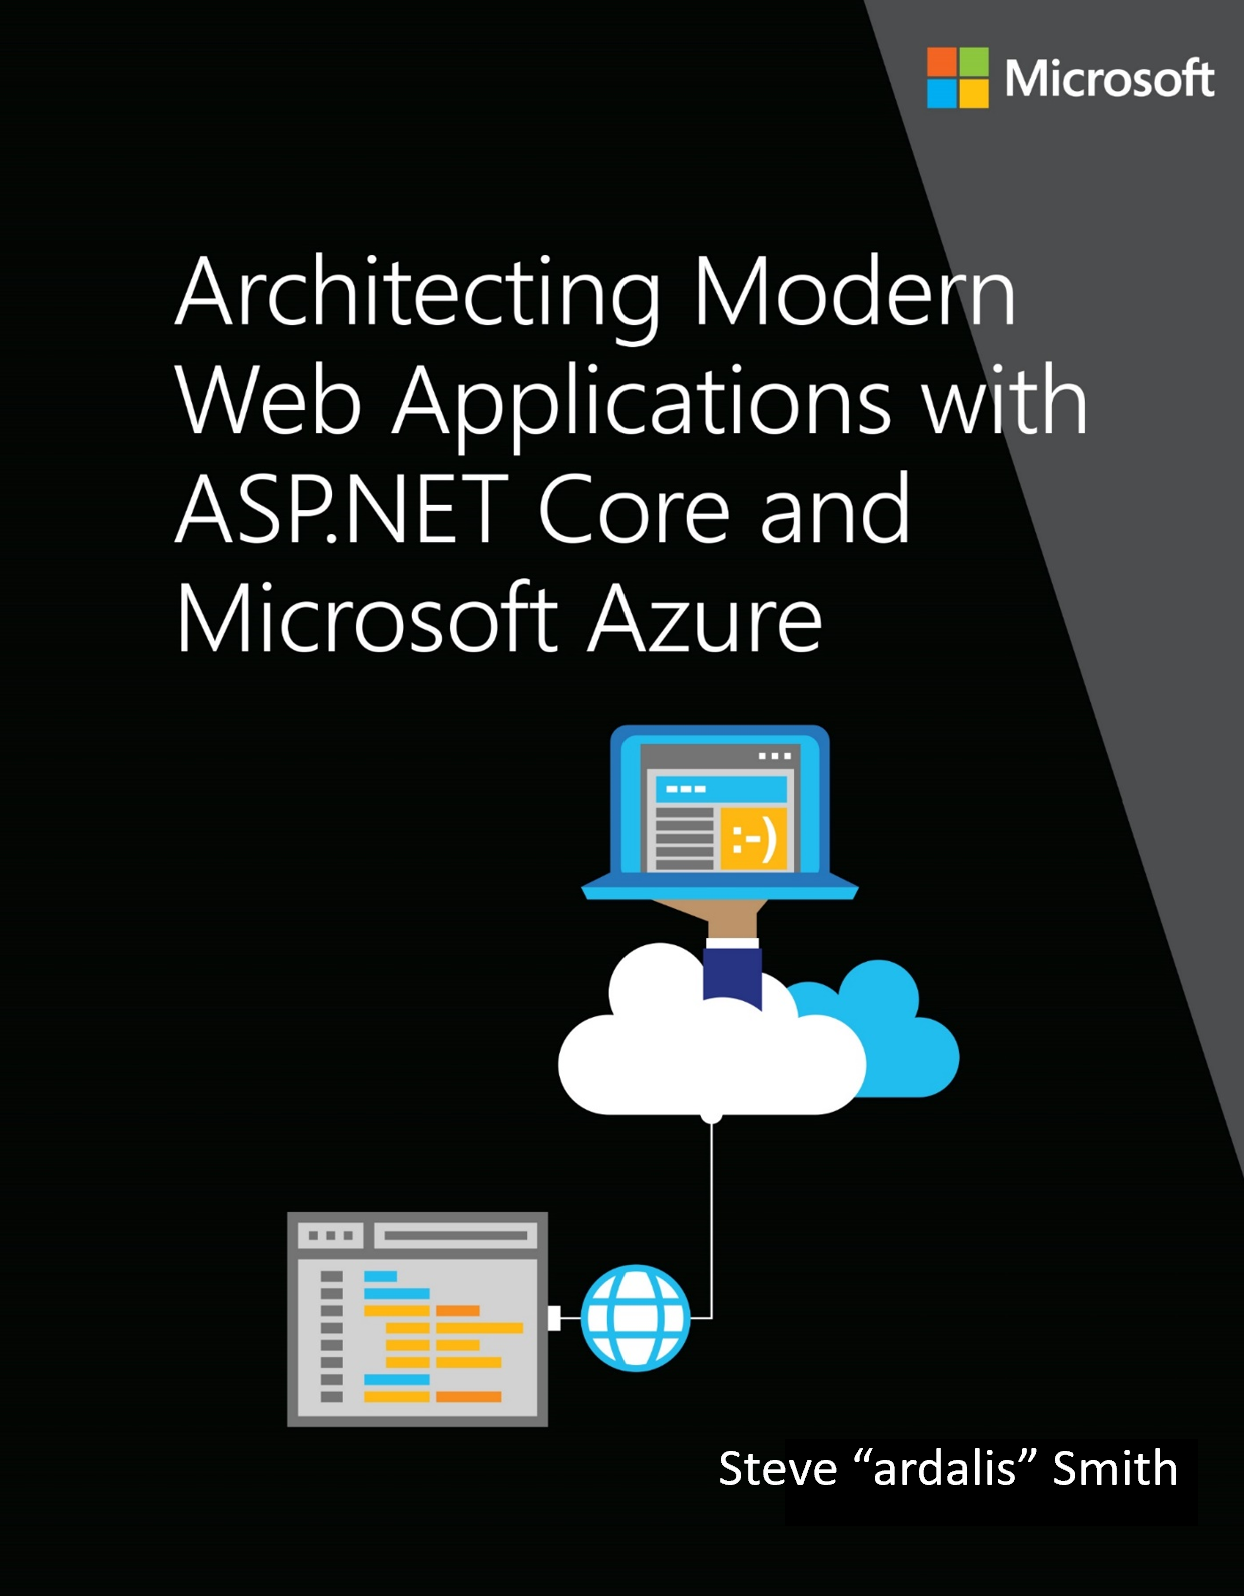 Microsoft
Architecting Modern
Web Applications with
ASP.NET Core and
Microsoft Azure
:-)
Steve “ardalis” Smith